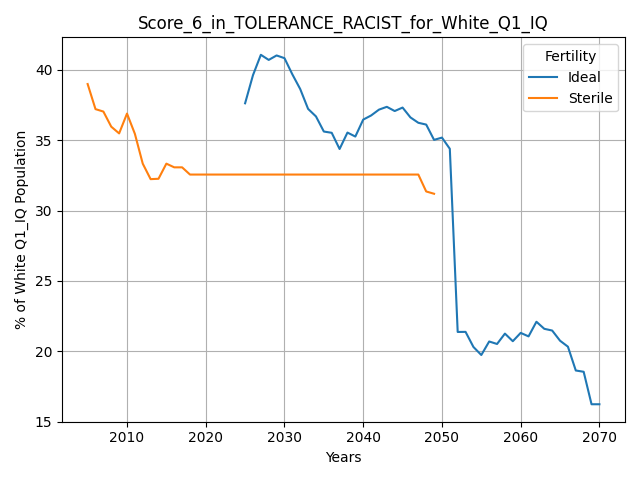 Score_6_in_TOLERANCE_RACIST_for_White_Q1_IQ
Fertility
Ideal
Sterile
% of White Q1_IQ Population
40
35
30
25
20
15
2010 2020 2030 2040 2050 2060 2070
Years